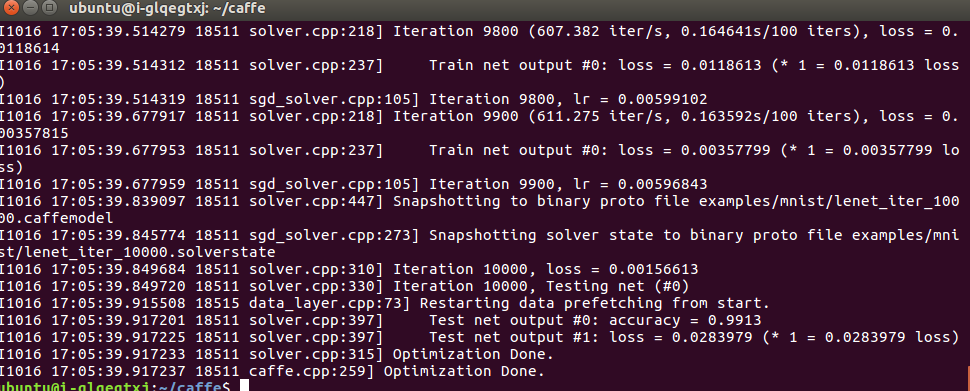 ubuntu@i-glqegtxj: ~/caffe
I1016 17:05:39.514279 18511 solver.cpp:218] Iteration 9800 (607.382 iter/s, 0.164641s/100 iters), loss = 0.
0118614
I1016 17:05:39.514312 18511 solver.cpp:237]     Train net output #0: loss = 0.0118613 (* 1 = 0.0118613 loss
)
I1016 17:05:39.514319 18511 sgd_solver.cpp:105] Iteration 9800, lr = 0.00599102
I1016 17:05:39.677917 18511 solver.cpp:218] Iteration 9900 (611.275 iter/s, 0.163592s/100 iters), loss = 0.
00357815
I1016 17:05:39.677953 18511 solver.cpp:237]     Train net output #0: loss = 0.00357799 (* 1 = 0.00357799 lo
ss)
I1016 17:05:39.677959 18511 sgd_solver.cpp:105] Iteration 9900, lr = 0.00596843
I1016 17:05:39.839097 18511 solver.cpp:447] Snapshotting to binary proto file examples/mnist/lenet_iter_100
00.caffemodel
I1016 17:05:39.845774 18511 sgd_solver.cpp:273] Snapshotting solver state to binary proto file examples/mni
st/lenet_iter_10000.solverstate
I1016 17:05:39.849684 18511 solver.cpp:310] Iteration 10000, loss = 0.00156613
I1016 17:05:39.849720 18511 solver.cpp:330] Iteration 10000, Testing net (#0)
I1016 17:05:39.915508 18515 data_layer.cpp:73] Restarting data prefetching from start.
I1016 17:05:39.917201 18511 solver.cpp:397]     Test net output #0: accuracy = 0.9913
I1016 17:05:39.917225 18511 solver.cpp:397]     Test net output #1: loss = 0.0283979 (* 1 = 0.0283979 loss)
I1016 17:05:39.917233 18511 solver.cpp:315] Optimization Done.
I1016 17:05:39.917237 18511 caffe.cpp:259] Optimization Done.
ubuntu@i-glqegtxj:~/caffe$